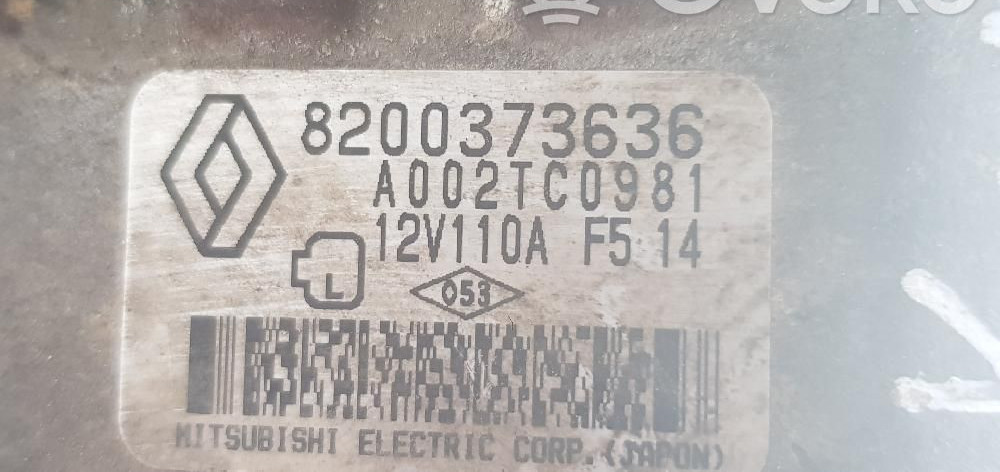 8200373636
A002TC0981
12V110A F5 14
L
053
MITSUBISHI ELECTRIC CORP.(JAPON)